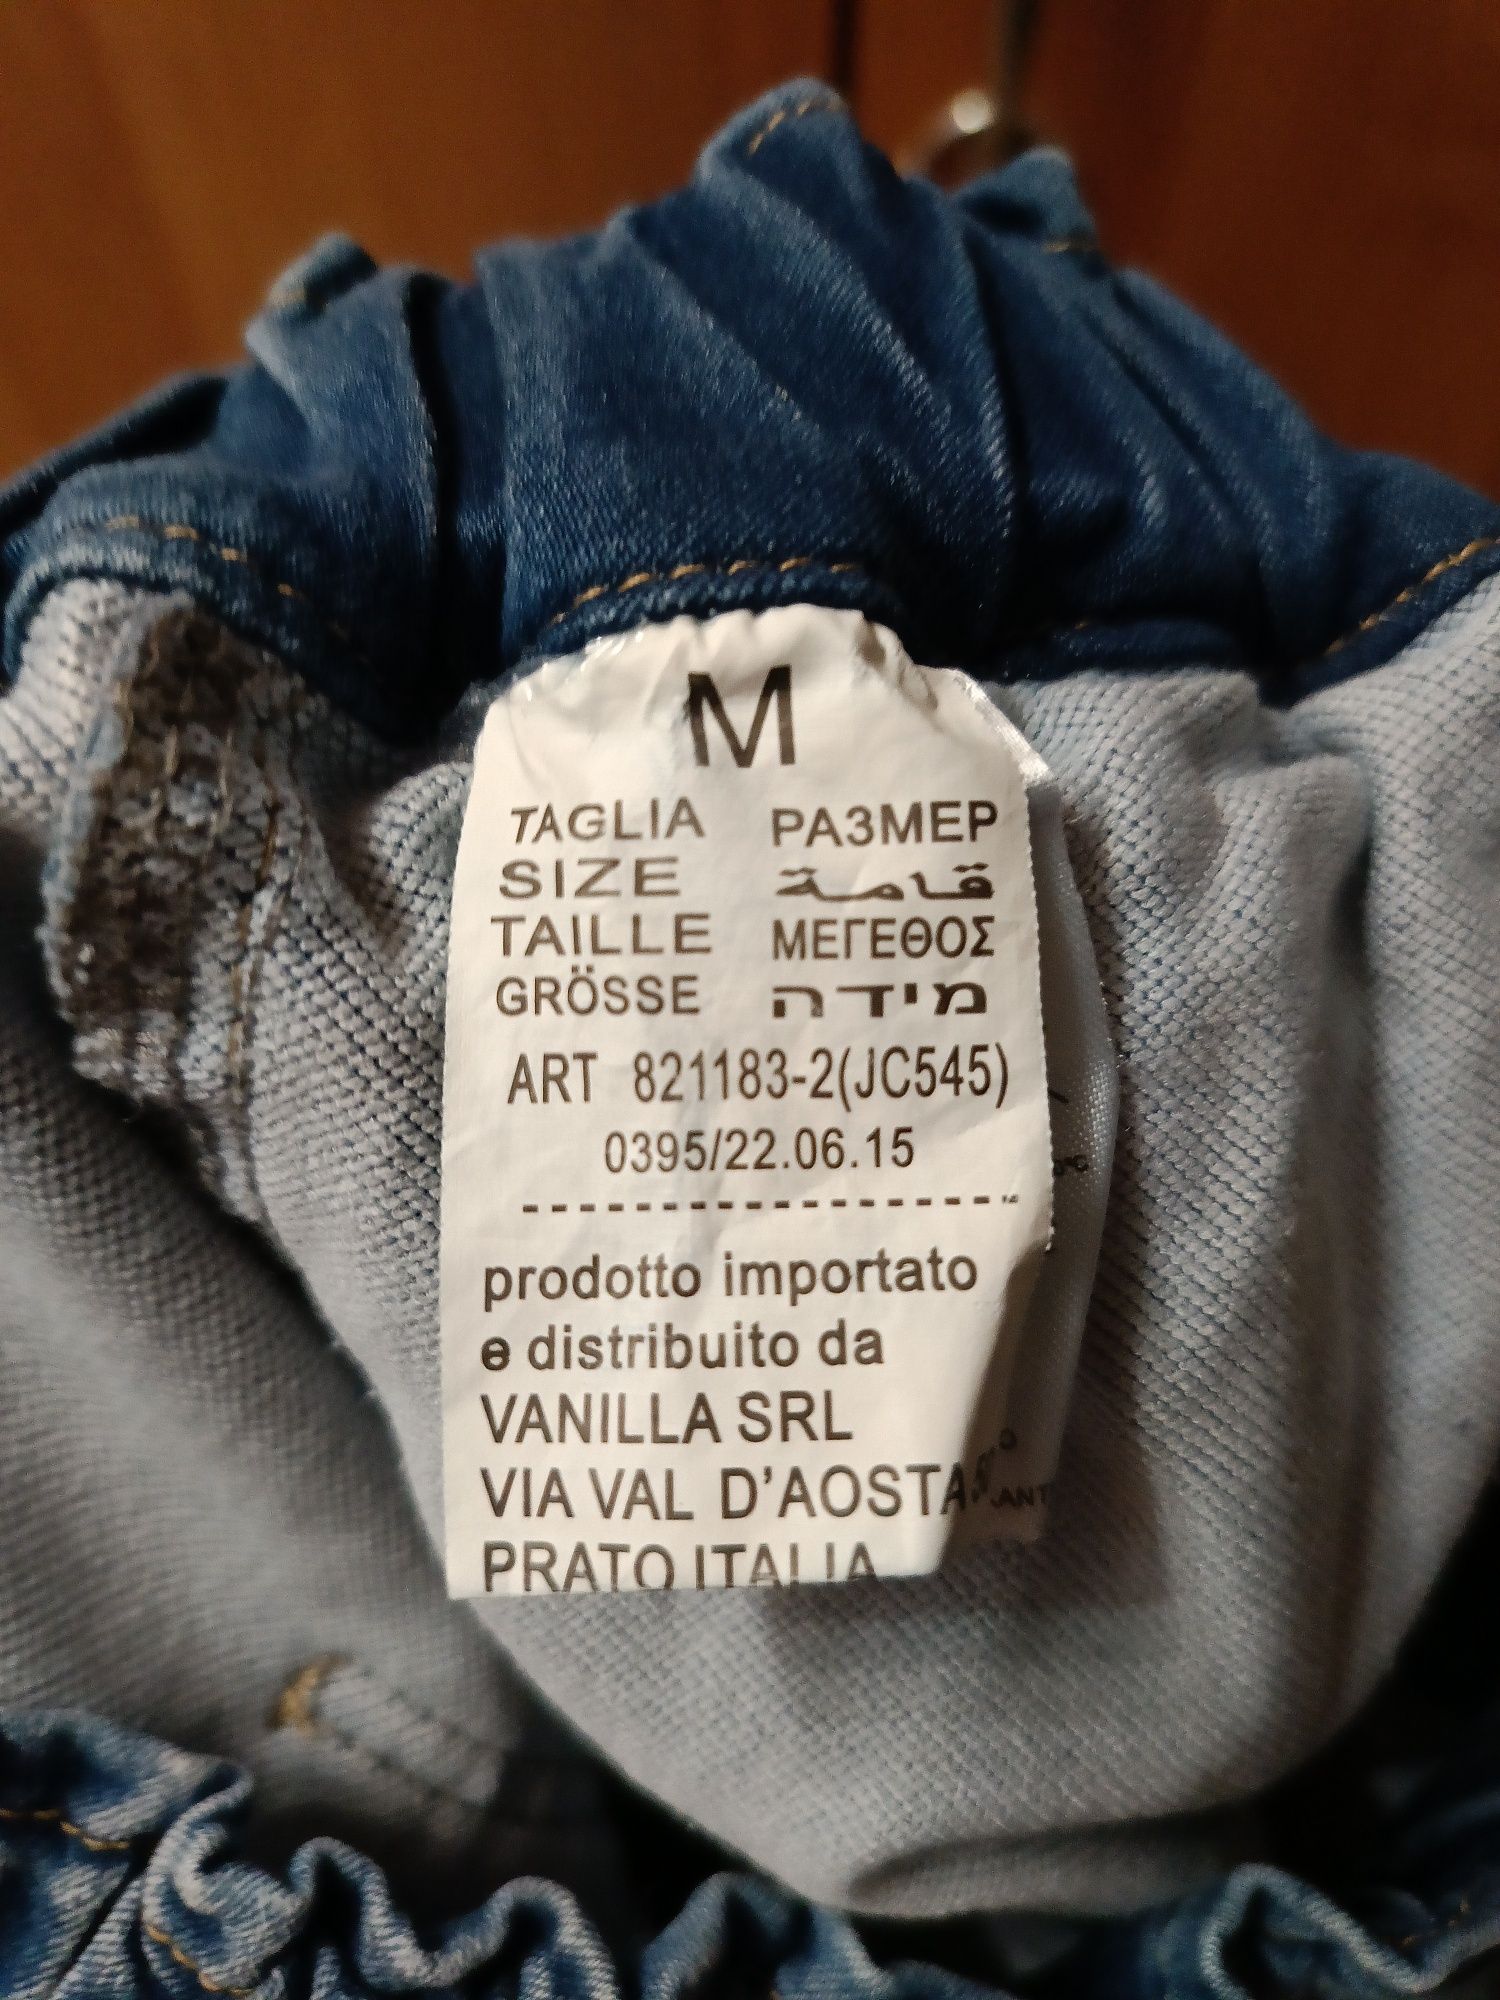 M
TAGLIA РАЗМЕР
SIZE قامة
TAILLE ΜΕΓΕΘΟΣ
GRÖSSE מידה
ART 821183-2(JC545)
0395/22.06.15
prodotto importato
e distribuito da
VANILLA SRL
VIA VAL D'AOSTA
PRATO ITALIA